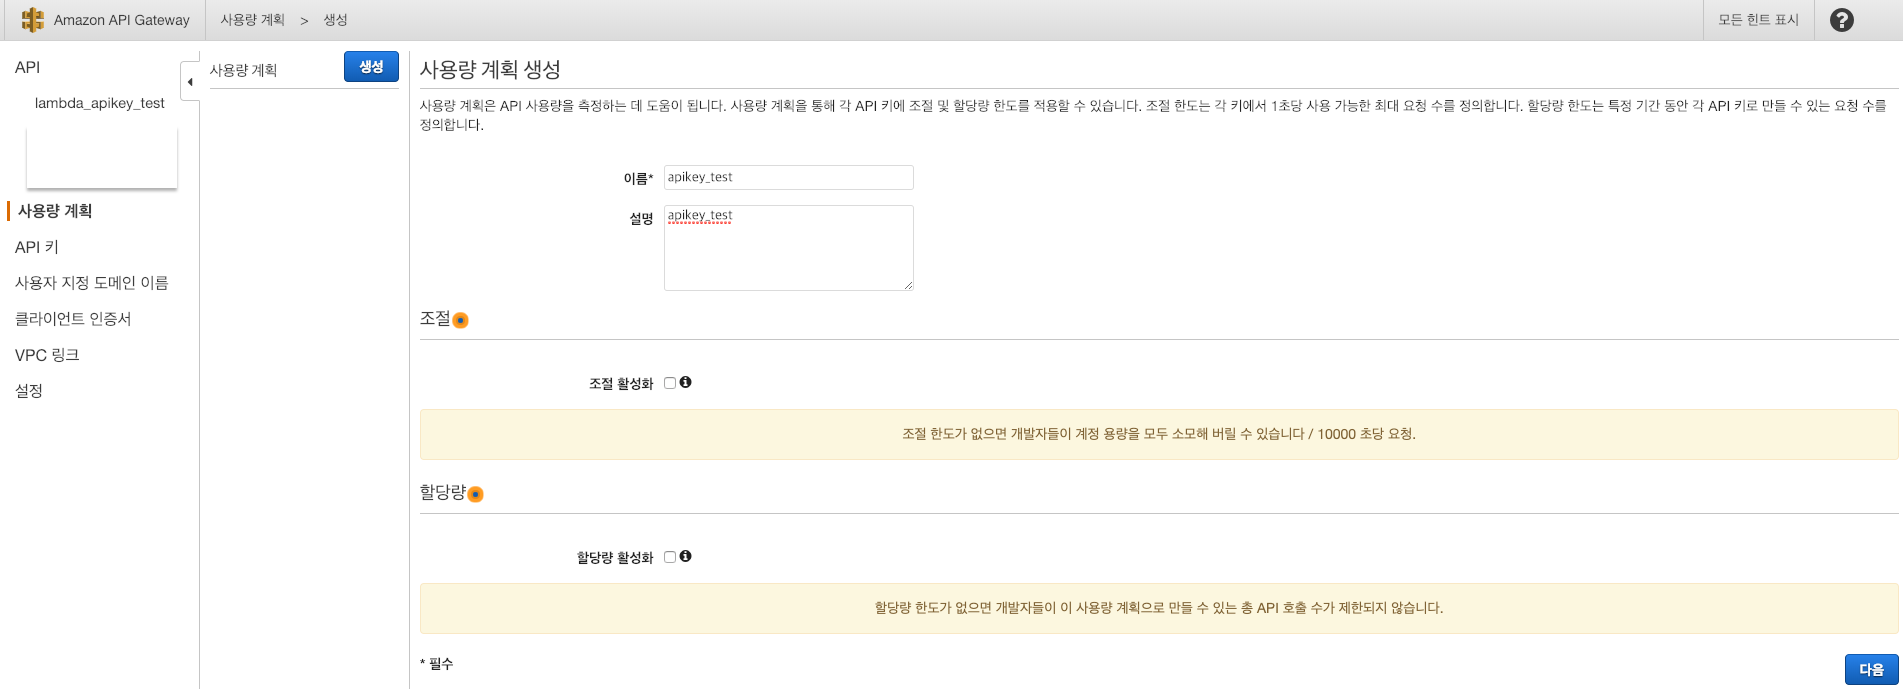 Amazon API Gateway
사용량 계획 > 생성
모든 힌트 표시
?
API
lambda_apikey_test
사용량 계획
API 키
사용자 지정 도메인 이름
클라이언트 인증서
VPC 링크
설정
사용량 계획
생성
사용량 계획 생성
사용량 계획은 API 사용량을 측정하는 데 도움이 됩니다. 사용량 계획을 통해 각 API 키에 조절 및 할당량 한도를 적용할 수 있습니다. 조절 한도는 각 키에서 1초당 사용 가능한 최대 요청 수를 정의합니다. 할당량 한도는 특정 기간 동안 각 API 키로 만들 수 있는 요청 수를
정의합니다.
이름* apikey_test
설명 apikey_test
조절
조절 활성화
조절 한도가 없으면 개발자들이 계정 용량을 모두 소모해 버릴 수 있습니다 / 10000 초당 요청.
할당량
할당량 활성화
할당량 한도가 없으면 개발자들이 이 사용량 계획으로 만들 수 있는 총 API 호출 수가 제한되지 않습니다.
* 필수
다음